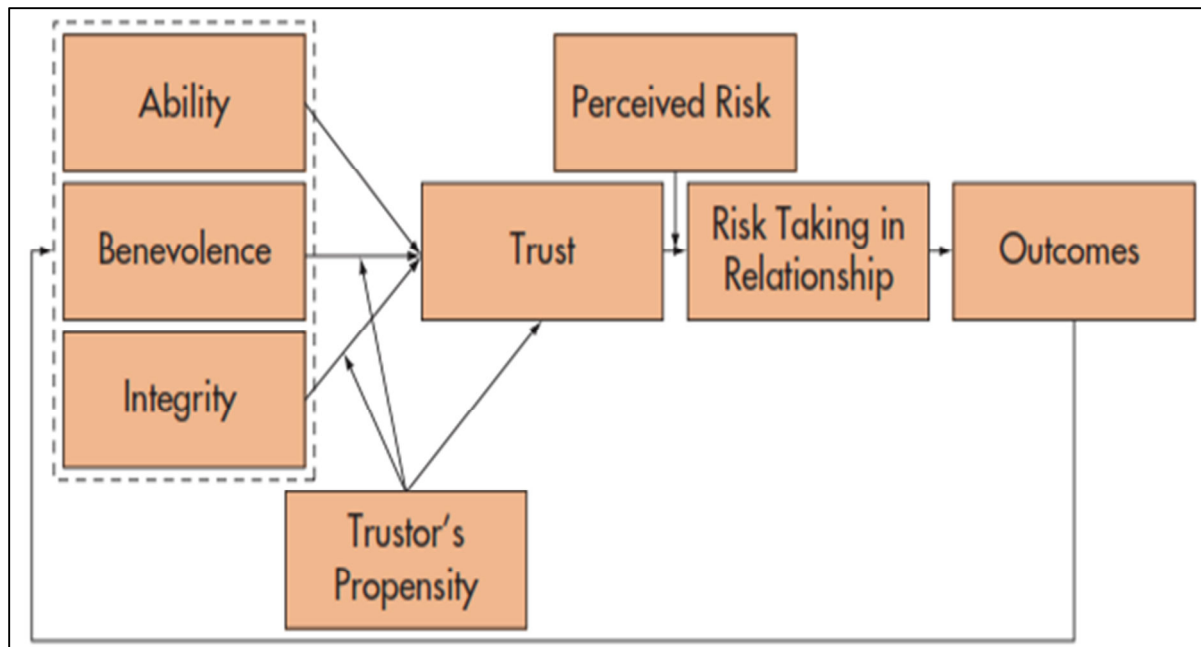 Ability
Benevolence
Integrity
Trustor's
Propensity
Trust
Perceived Risk
Risk Taking in
Relationship
Outcomes